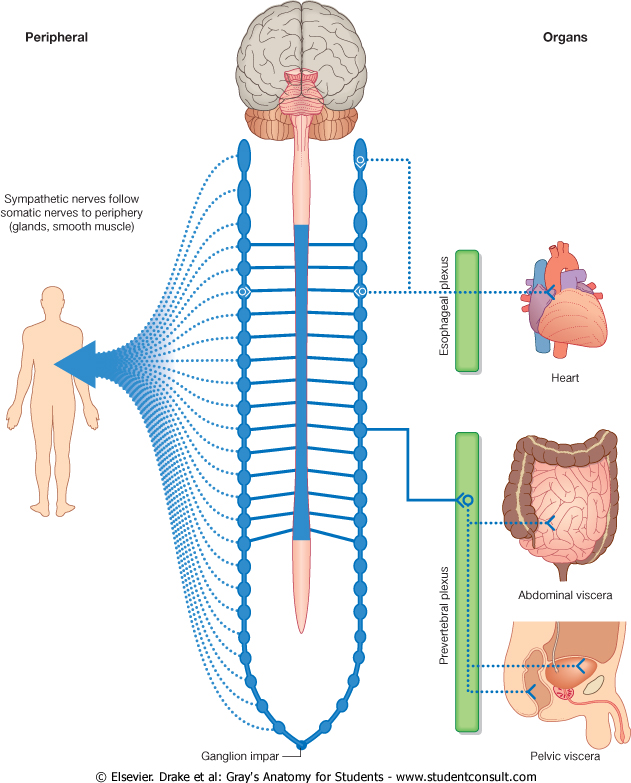 Peripheral
Organs
Sympathetic nerves follow
somatic nerves to periphery
(glands, smooth muscle)
Esophageal plexus
Heart
Abdominal viscera
Prevertebral plexus
Ganglion impar
Pelvic viscera
© Elsevier. Drake et al: Gray's Anatomy for Students - www.studentconsult.com